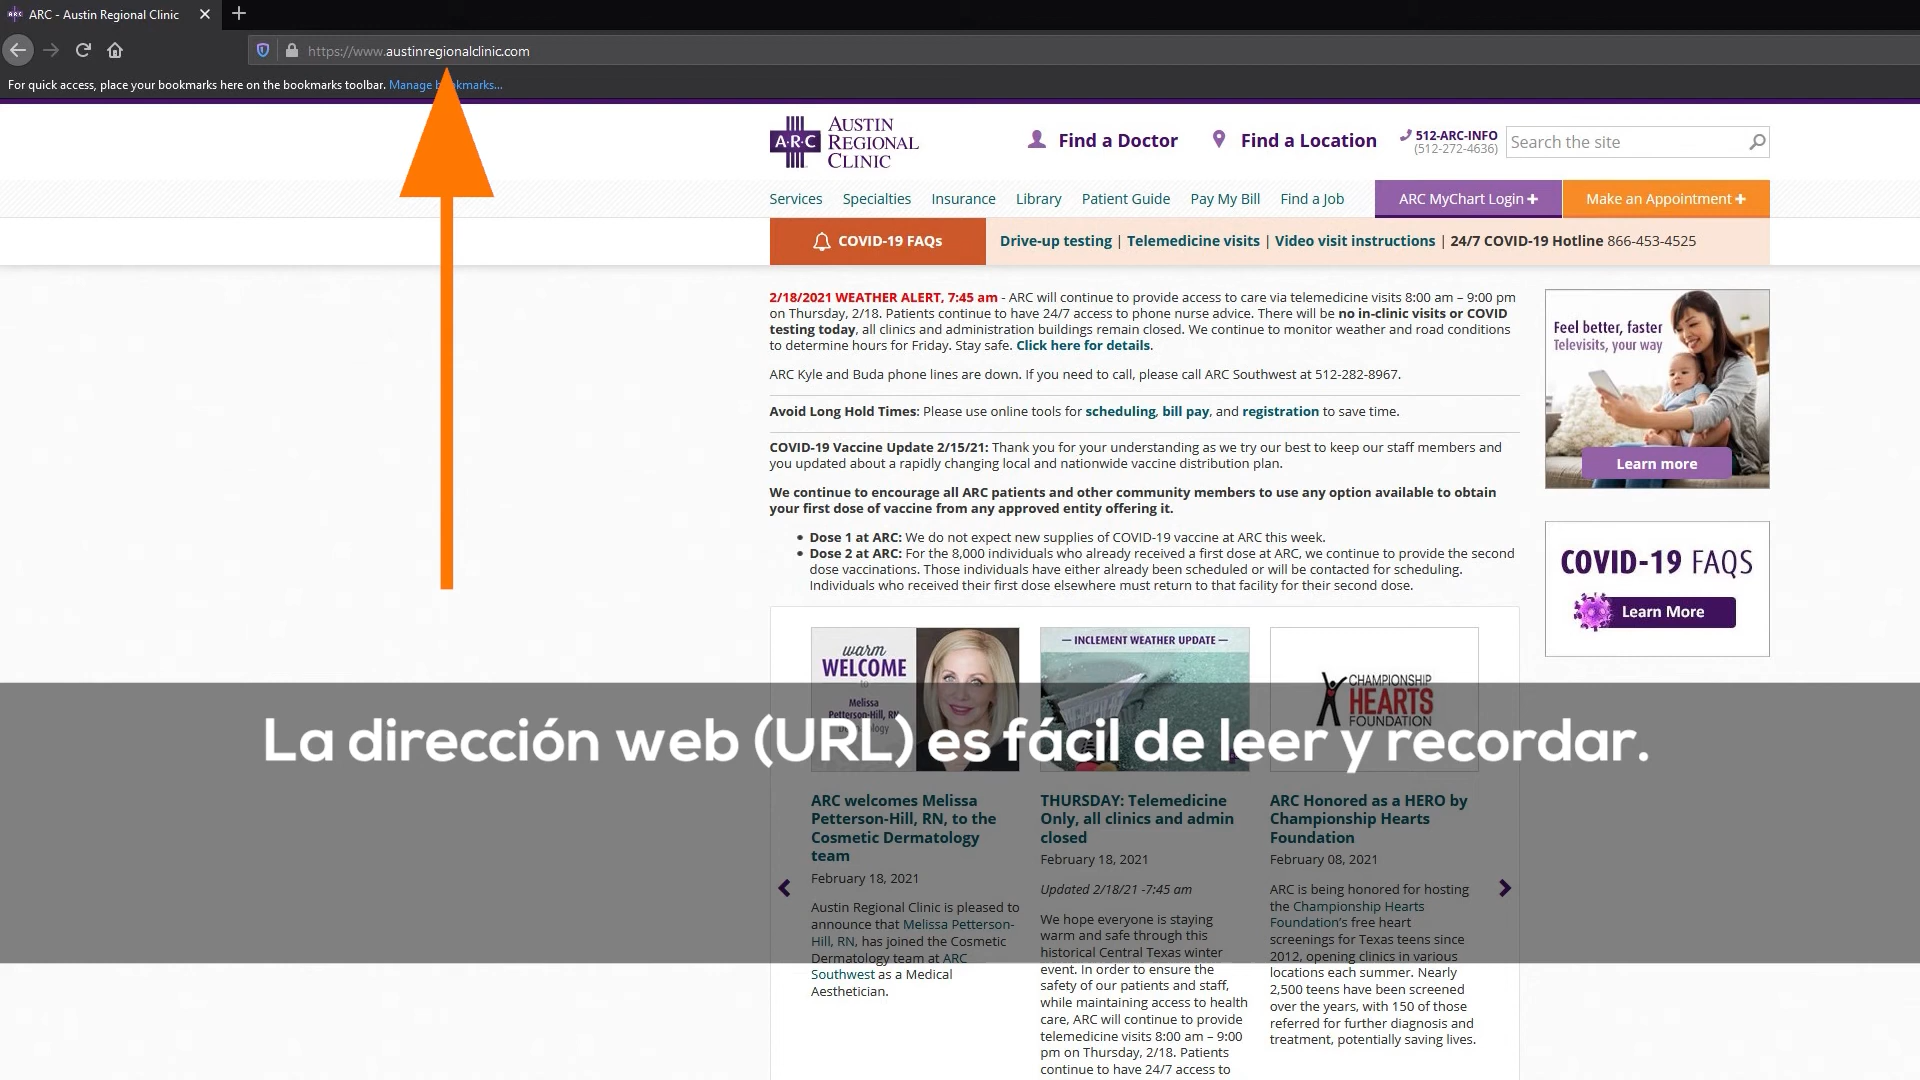 ARC - Austin Regional Clinic
https://www.austinregionalclinic.com
For quick access, place your bookmarks here on the bookmarks toolbar. Manage bookmarks...
A·R·C
AUSTIN
REGIONAL
CLINIC
Find a Doctor
Find a Location
512-ARC-INFO
(512-272-4636)
Search the site
Services
Specialties
Insurance
Library
Patient Guide
Pay My Bill
Find a Job
ARC MyChart Login
Make an Appointment
COVID-19 FAQs
Drive-up testing | Telemedicine visits | Video visit instructions | 24/7 COVID-19 Hotline 866-453-4525
2/18/2021 WEATHER ALERT, 7:45 am - ARC will continue to provide access to care via telemedicine visits 8:00 am – 9:00 pm
on Thursday, 2/18. Patients continue to have 24/7 access to phone nurse advice. There will be no in-clinic visits or COVID
testing today, all clinics and administration buildings remain closed. We continue to monitor weather and road conditions
to determine hours for Friday. Stay safe. Click here for details.
ARC Kyle and Buda phone lines are down. If you need to call, please call ARC Southwest at 512-282-8967.
Avoid Long Hold Times: Please use online tools for scheduling, bill pay, and registration to save time.
COVID-19 Vaccine Update 2/15/21: Thank you for your understanding as we try our best to keep our staff members and
you updated about a rapidly changing local and nationwide vaccine distribution plan.
We continue to encourage all ARC patients and other community members to use any option available to obtain
your first dose of vaccine from any approved entity offering it.
• Dose 1 at ARC: We do not expect new supplies of COVID-19 vaccine at ARC this week.
• Dose 2 at ARC: For the 8,000 individuals who already received a first dose at ARC, we continue to provide the second
dose vaccinations. Those individuals have either already been scheduled or will be contacted for scheduling.
Individuals who received their first dose elsewhere must return to that facility for their second dose.
Feel better, faster
Televisits, your way
Learn more
COVID-19 FAQS
Learn More
warm
WELCOME
to
Melissa
Petterson-Hill, RN
— INCLEMENT WEATHER UPDATE —
CHAMPIONSHIP
HEARTS
FOUNDATION
La dirección web (URL) es fácil de leer y recordar.
ARC welcomes Melissa
Petterson-Hill, RN, to the
Cosmetic Dermatology
team
February 18, 2021
Austin Regional Clinic is pleased to
announce that Melissa Petterson-
Hill, RN, has joined the Cosmetic
Dermatology team at ARC
Southwest as a Medical
Aesthetician.
THURSDAY: Telemedicine
Only, all clinics and admin
closed
February 18, 2021
Updated 2/18/21 -7:45 am
We hope everyone is staying
warm and safe through this
historical Central Texas winter
event. In order to ensure the
safety of our patients and staff,
while maintaining access to health
care, ARC will continue to provide
telemedicine visits 8:00 am – 9:00
pm on Thursday, 2/18. Patients
continue to have 24/7 access to
ARC Honored as a HERO by
Championship Hearts
Foundation
February 08, 2021
ARC is being honored for hosting
the Championship Hearts
Foundation's free heart
screenings for Texas teens since
2012, opening clinics in various
locations each summer. Nearly
2,500 teens have been screened
over the years, with 150 of those
referred for further diagnosis and
treatment, potentially saving lives.